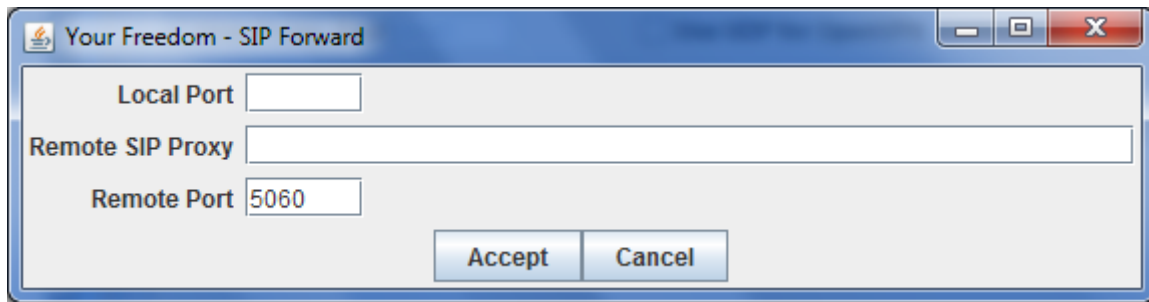 Your Freedom - SIP Forward
Local Port
Remote SIP Proxy
Remote Port 5060
Accept Cancel